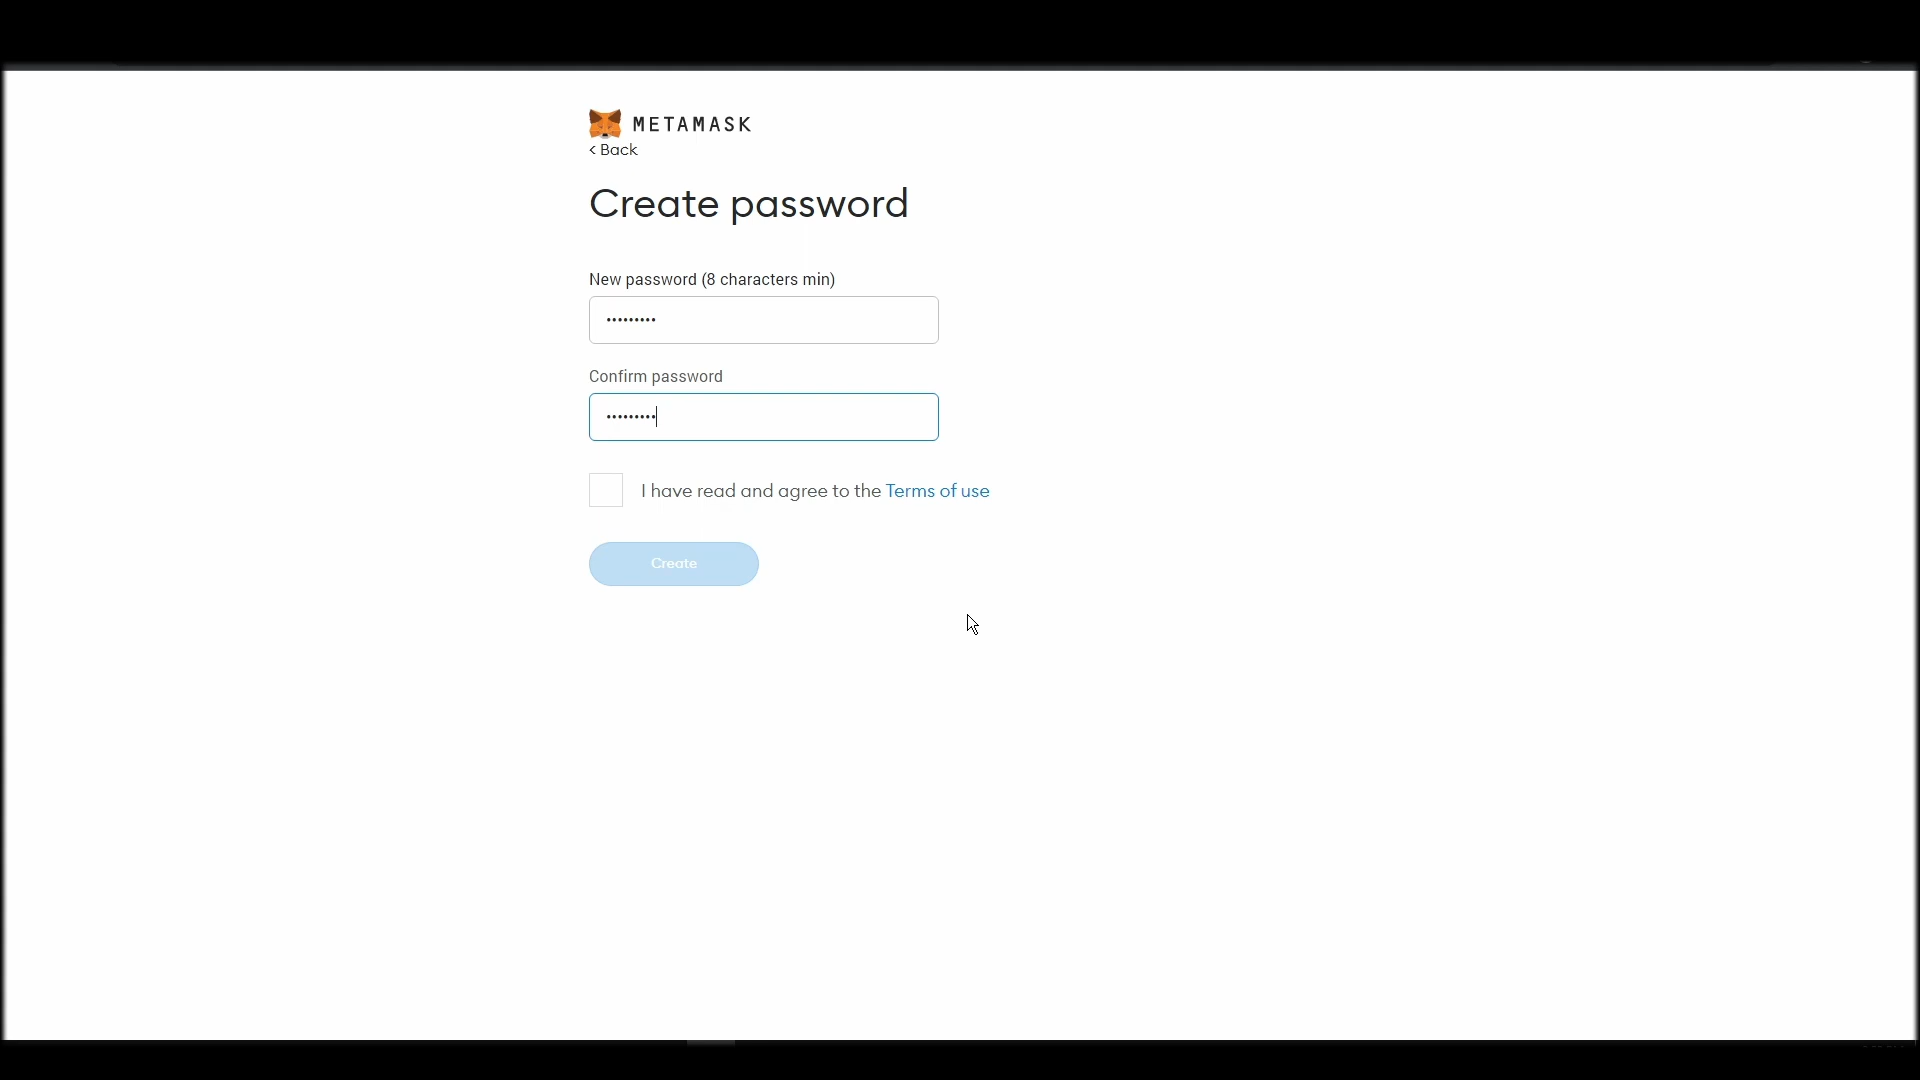 METAMASK
< Back
Create password
New password (8 characters min)
•••••••••
Confirm password
•••••••••
I have read and agree to the Terms of use
Create